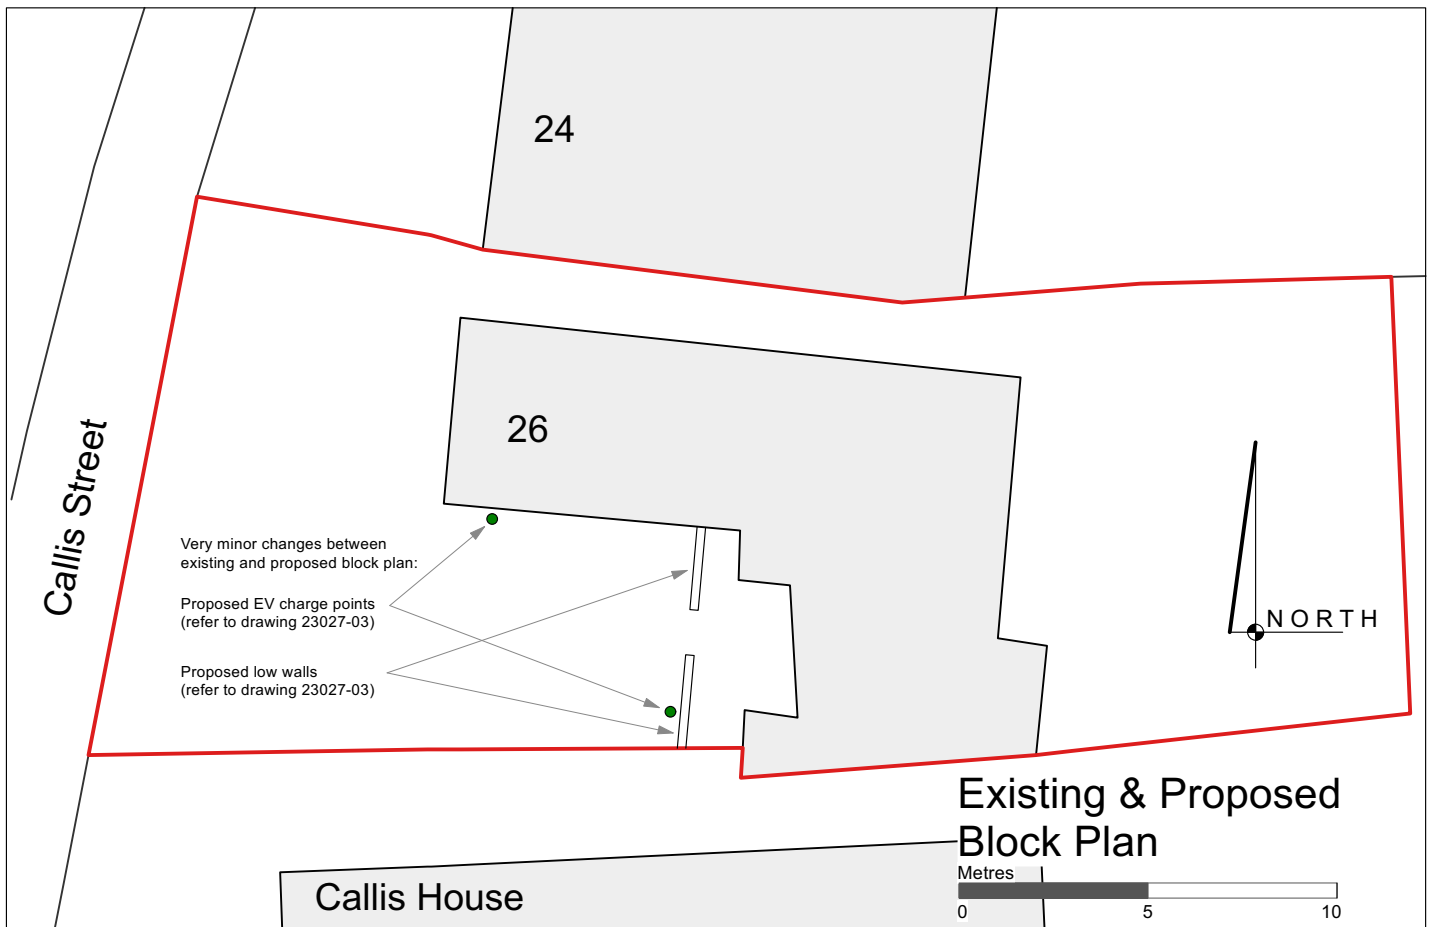 24
26
Callis Street
Very minor changes between
existing and proposed block plan:
Proposed EV charge points
(refer to drawing 23027-03)
Proposed low walls
(refer to drawing 23027-03)
NORTH
Callis House
Existing & Proposed
Block Plan
Metres
0 5 10